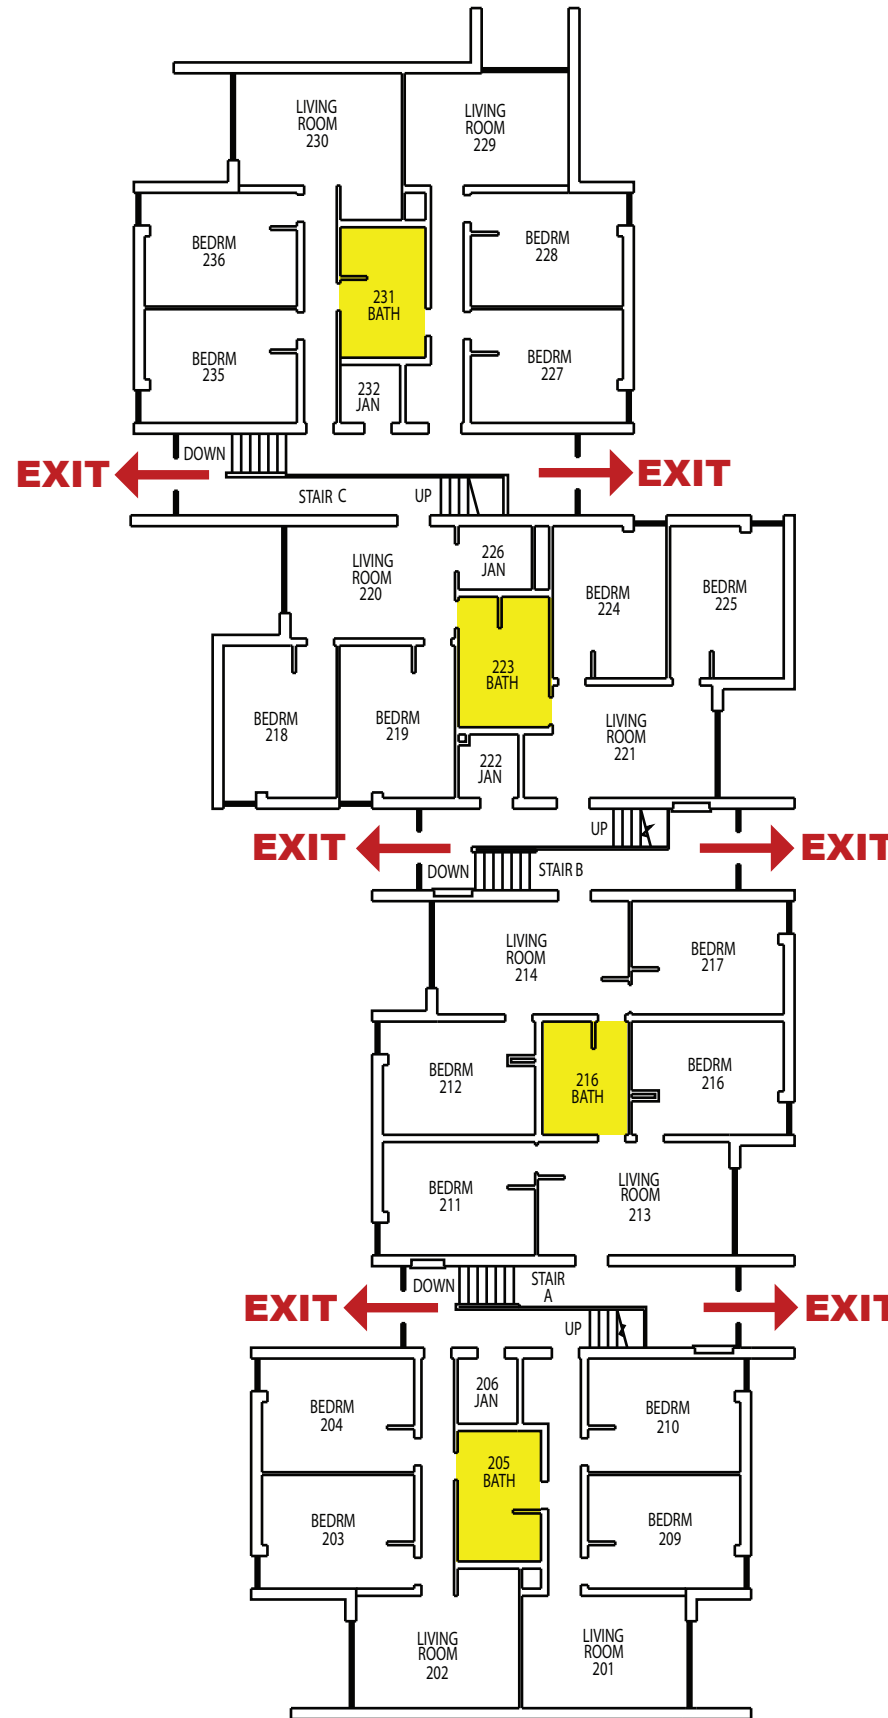 LIVING
ROOM
230
LIVING
ROOM
229
BEDRM
236
BEDRM
228
231
BATH
BEDRM
235
BEDRM
227
232
JAN
DOWN
EXIT
EXIT
STAIR C
UP
226
JAN
LIVING
ROOM
220
BEDRM
224
BEDRM
225
223
BATH
BEDRM
218
BEDRM
219
LIVING
ROOM
221
222
JAN
UP
EXIT
EXIT
DOWN
STAIR B
LIVING
ROOM
214
BEDRM
217
BEDRM
212
216
BATH
BEDRM
216
BEDRM
211
LIVING
ROOM
213
DOWN
STAIR
A
EXIT
EXIT
UP
206
JAN
BEDRM
204
BEDRM
210
205
BATH
BEDRM
203
BEDRM
209
LIVING
ROOM
202
LIVING
ROOM
201